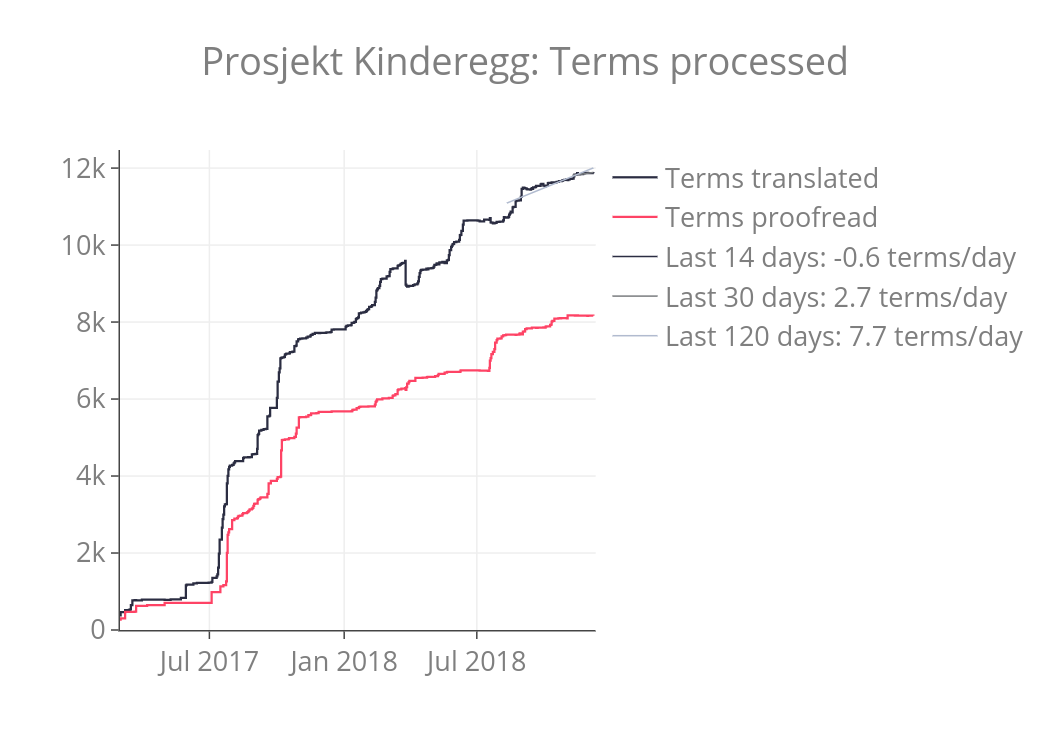 Prosjekt Kinderegg: Terms processed
12k
10k
8k
6k
4k
2k
0
Jul 2017
Jan 2018
Jul 2018
Terms translated
Terms proofread
Last 14 days: -0.6 terms/day
Last 30 days: 2.7 terms/day
Last 120 days: 7.7 terms/day